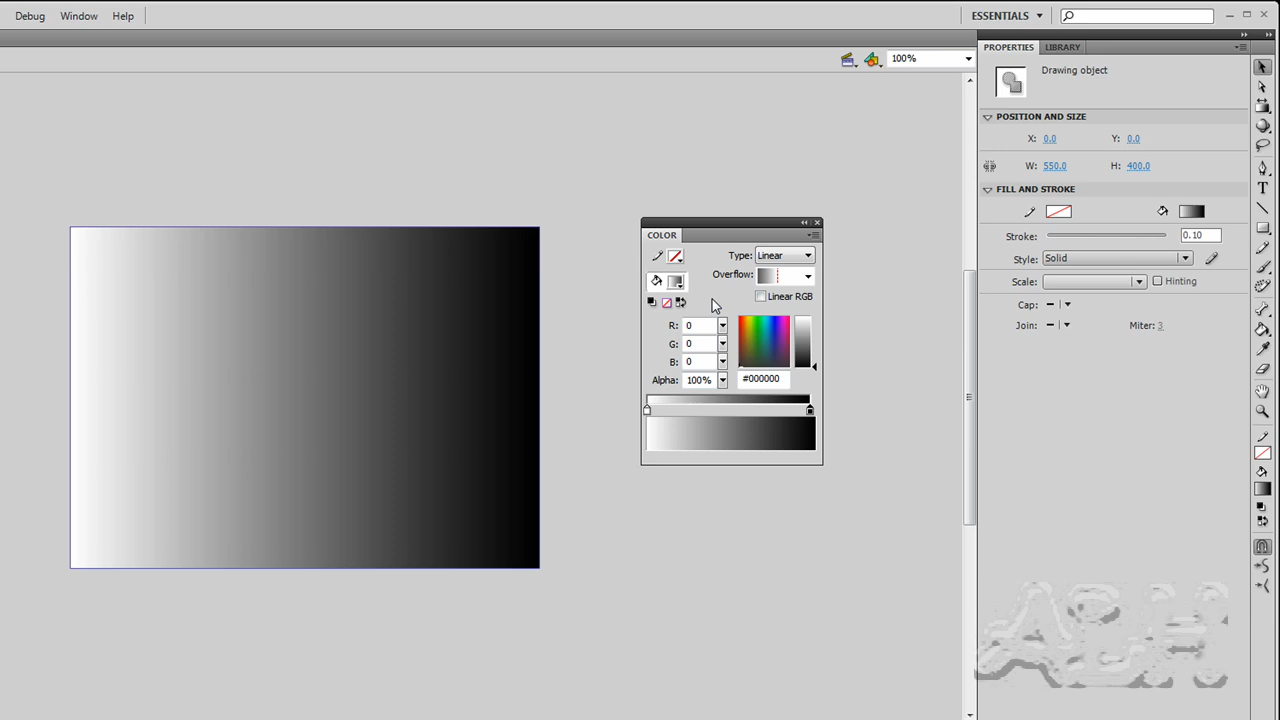 Debug Window Help
ESSENTIALS
100%
PROPERTIES LIBRARY
Drawing object
POSITION AND SIZE
X: 0.0 Y: 0.0
W: 550.0 H: 400.0
FILL AND STROKE
Stroke: 0.10
Style: Solid
Scale: Hinting
Cap:
Join: Miter: 3
COLOR
Type: Linear
Overflow:
Linear RGB
R: 0
G: 0
B: 0
Alpha: 100% #000000